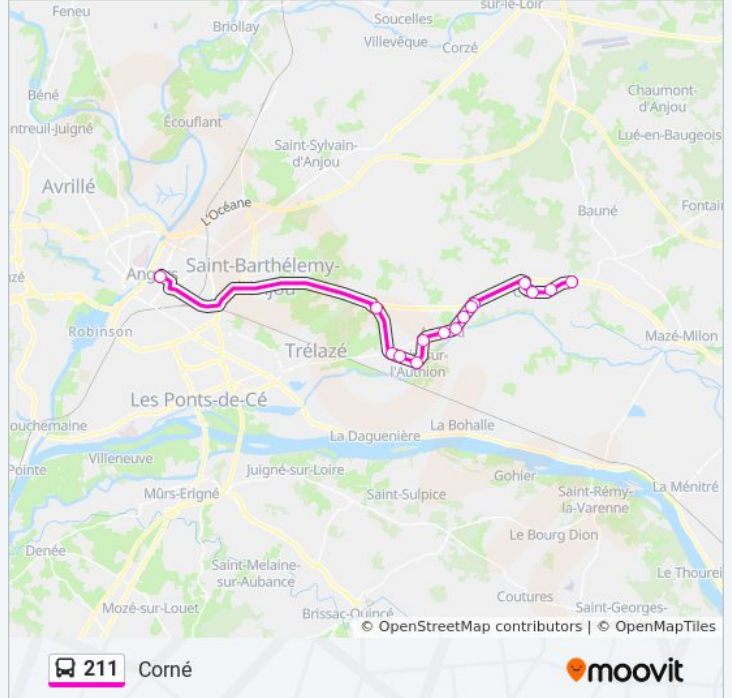 Feneu
Soucelles
sur-le-Loir
Briollay
Villevêque
Corzé
Béné
Chaumont-
d'Anjou
ntreuil-Juigné
Écouflant
Lué-en-Baugeois
Saint-Sylvain-
d'Anjou
Avrillé
L'Océane
Bauné
Fontai
Saint-Barthélemy-
Robinson
Trélazé
Mazé-Milon
l'Authion
Les Ponts-de-Cé
ouchemaine
La Daguenière
La Bohalle
Villeneuve
Pointe
Juigné-sur-Loire
Gohier
Mûrs-Erigné
Saint-Sulpice
Saint-Rémy-
la-Varenne
La Ménitré
Le Bourg Dion
Denée
Saint-Melaine-
sur-Aubance
Le Thourei
Coutures
Mozé-sur-Louet
Brissac-Quincé
Saint-Georges-
© OpenStreetMap contributors | © OpenMapTiles
211 Corné
moovit